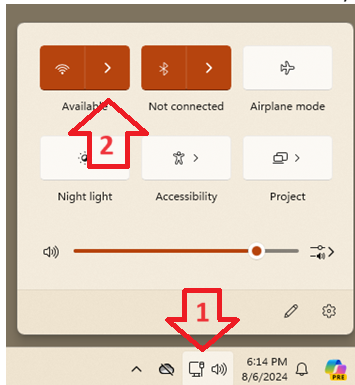 Available
Not connected
Airplane mode
2
Night light
Accessibility
Project
1
6:14 PM
8/6/2024
PRE